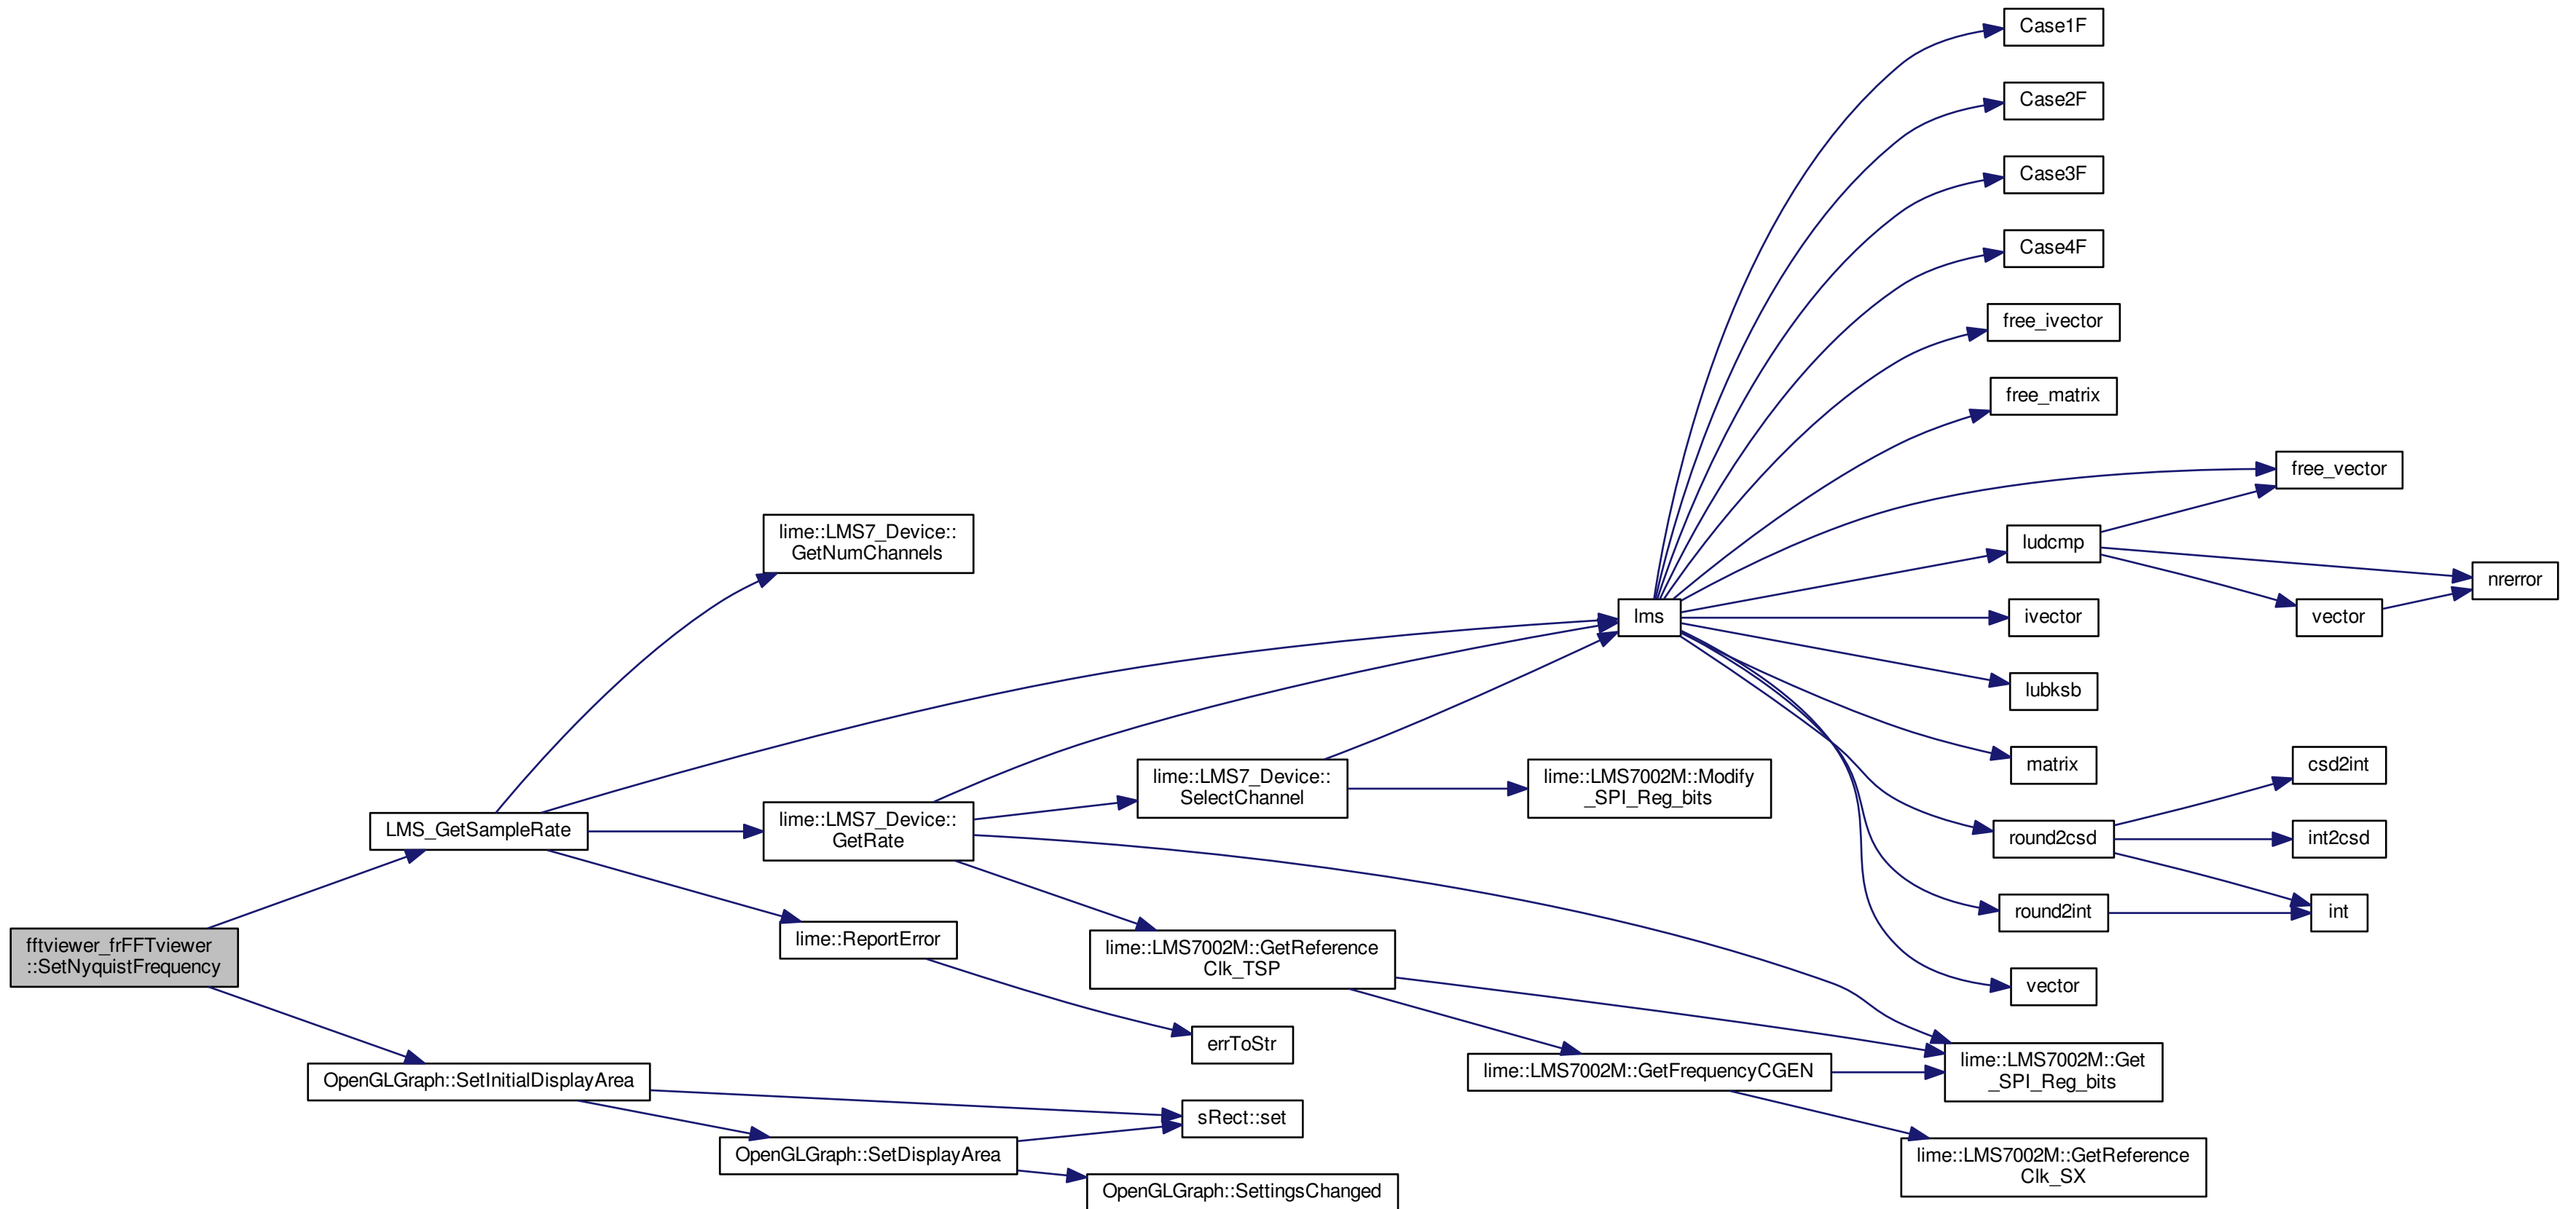 fftviewer_frFFTviewer
::SetNyquistFrequency
LMS_GetSampleRate
OpenGLGraph::SetInitialDisplayArea
lime::LMS7_Device::
GetNumChannels
lime::LMS7_Device::
GetRate
lime::ReportError
OpenGLGraph::SetDisplayArea
lime::LMS7_Device::
SelectChannel
lime::LMS7002M::GetReference
Clk_TSP
errToStr
sRect::set
OpenGLGraph::SettingsChanged
lms
lime::LMS7002M::Modify
_SPI_Reg_bits
lime::LMS7002M::GetFrequencyCGEN
Case1F
Case2F
Case3F
Case4F
free_ivector
free_matrix
ludcmp
ivector
lubksb
matrix
round2csd
round2int
vector
lime::LMS7002M::Get
_SPI_Reg_bits
lime::LMS7002M::GetReference
Clk_SX
free_vector
vector
csd2int
int2csd
int
nrerror